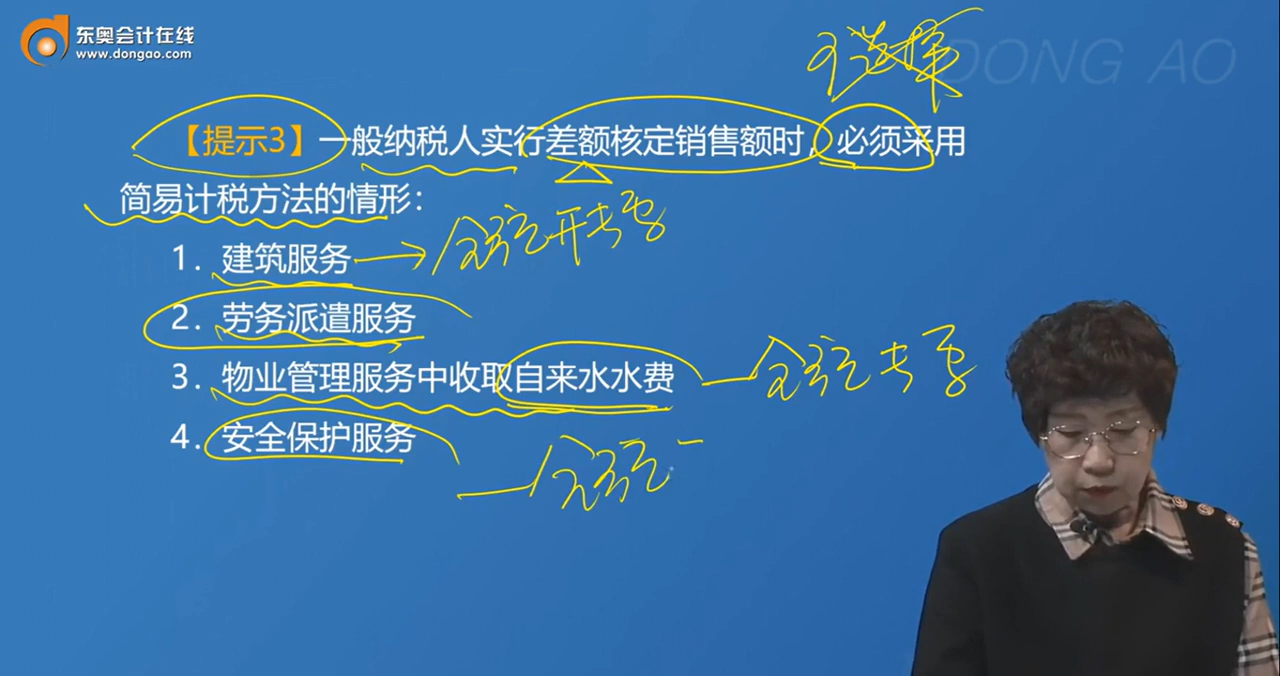 东奥会计在线
www.dongao.com
DONG AO
可选择
【提示3】一般纳税人实行差额核定销售额时，必须采用
简易计税方法的情形：
1. 建筑服务
2. 劳务派遣服务
3. 物业管理服务中收取自来水水费
4. 安全保护服务